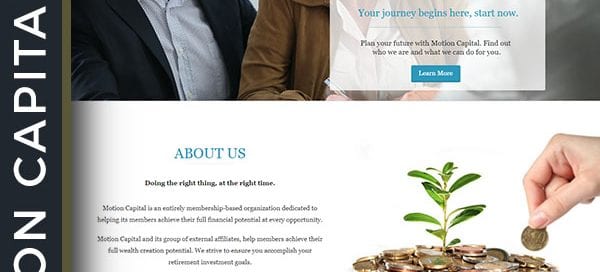 ON CAPITA
Your journey begins here, start now.
Plan your future with Motion Capital. Find out
who we are and what we can do for you.
Learn More
ABOUT US
Doing the right thing, at the right time.
Motion Capital is an entirely membership-based organization dedicated to
helping its members achieve their full financial potential at every opportunity.
Motion Capital and its group of external affiliates, help members achieve their
full wealth creation potential. We strive to ensure you accomplish your
retirement investment goals.